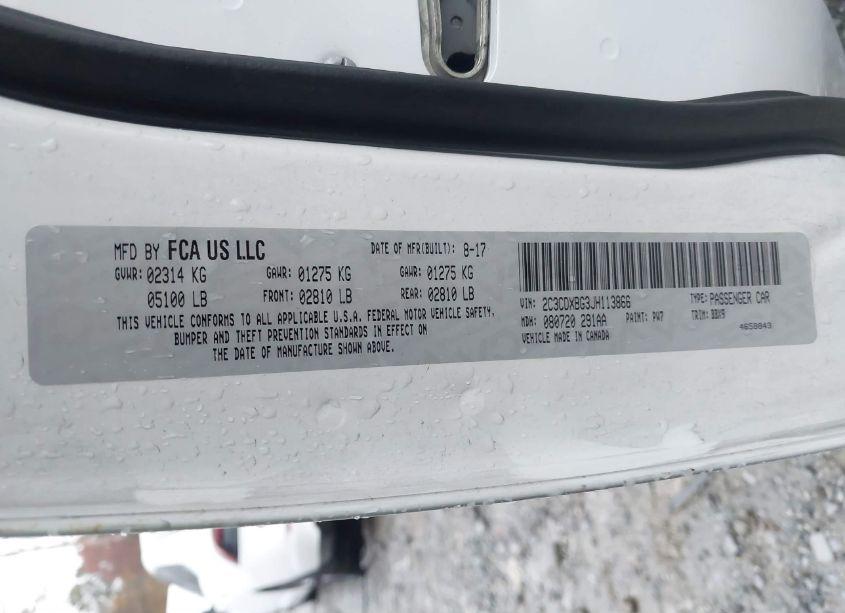 MFD BY FCA US LLC
DATE OF MFR(BUILT): 8-17
GVWR: 02314 KG
GAWR: 01275 KG
GAWR: 01275 KG
05100 LB
FRONT: 02810 LB
REAR: 02810 LB
THIS VEHICLE CONFORMS TO ALL APPLICABLE U.S.A. FEDERAL MOTOR VEHICLE SAFETY,
BUMPER AND THEFT PREVENTION STANDARDS IN EFFECT ON
THE DATE OF MANUFACTURE SHOWN ABOVE.
VIN: 2C3CDXBG3JH113866
TYPE: PASSENGER CAR
MDH: 080720 291AA
PAINT: PW7
TRIM: BBX9
VEHICLE MADE IN CANADA
4658843